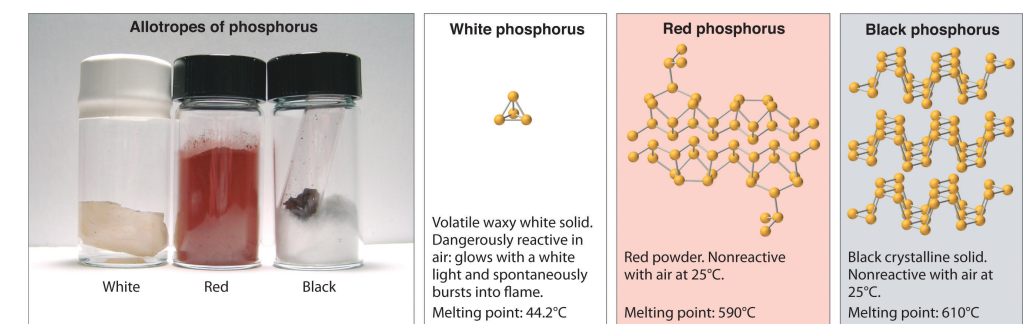 Allotropes of phosphorus
White
Red
Black
White phosphorus
Volatile waxy white solid.
Dangerously reactive in
air: glows with a white
light and spontaneously
bursts into flame.
Melting point: 44.2°C
Red phosphorus
Red powder. Nonreactive
with air at 25°C.
Melting point: 590°C
Black phosphorus
Black crystalline solid.
Nonreactive with air at
25°C.
Melting point: 610°C